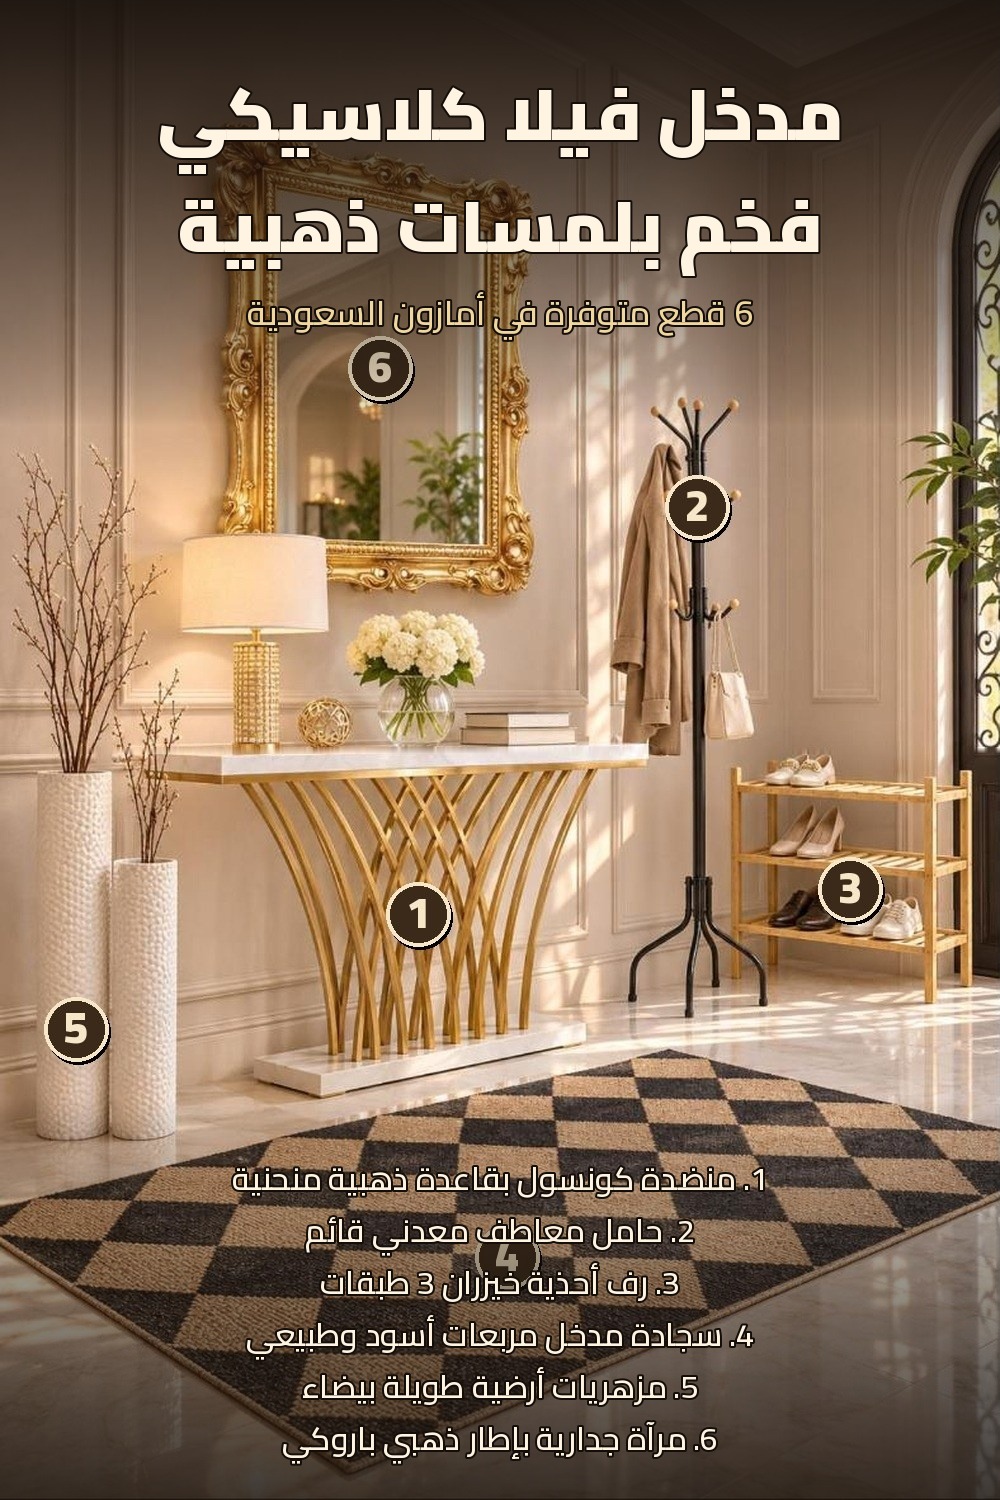 مدخل فيلا كلاسيكي
فخم بلمسات ذهبية
6 قطع متوفرة في أمازون السعودية
6
2
3
1
5
4
1. منضدة كونسول بقاعدة ذهبية منحنية
2. حامل معاطف معدني قائم
3. رف أحذية خيزران 3 طبقات
4. سجادة مدخل مربعات أسود وطبيعي
5. مزهريات أرضية طويلة بيضاء
6. مرآة جدارية بإطار ذهبي باروكي